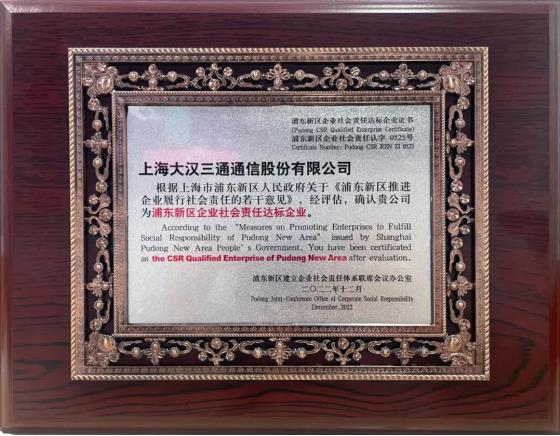 浦东新区企业社会责任达标企业证书
(Pudong CSR Qualified Enterprise Certificate)
浦东新区企业社会责任认字 0525号
Certificate Number: Pudong CSR REN ZI 0525
上海大汉三通通信股份有限公司
根据上海市浦东新区人民政府关于《浦东新区推进
企业履行社会责任的若干意见》，经评估，确认贵公司
为浦东新区企业社会责任达标企业。
According to the “Measures on Promoting Enterprises to Fulfill
Social Responsibility of Pudong New Area” issued by Shanghai
Pudong New Area People's Government, You have been certificated
as the CSR Qualified Enterprise of Pudong New Area after evaluation.
浦东新区建立企业社会责任体系联席会议办公室
二〇二二年十二月
Pudong Joint-Conference Office of Corporate Social Responsibility
December, 2022